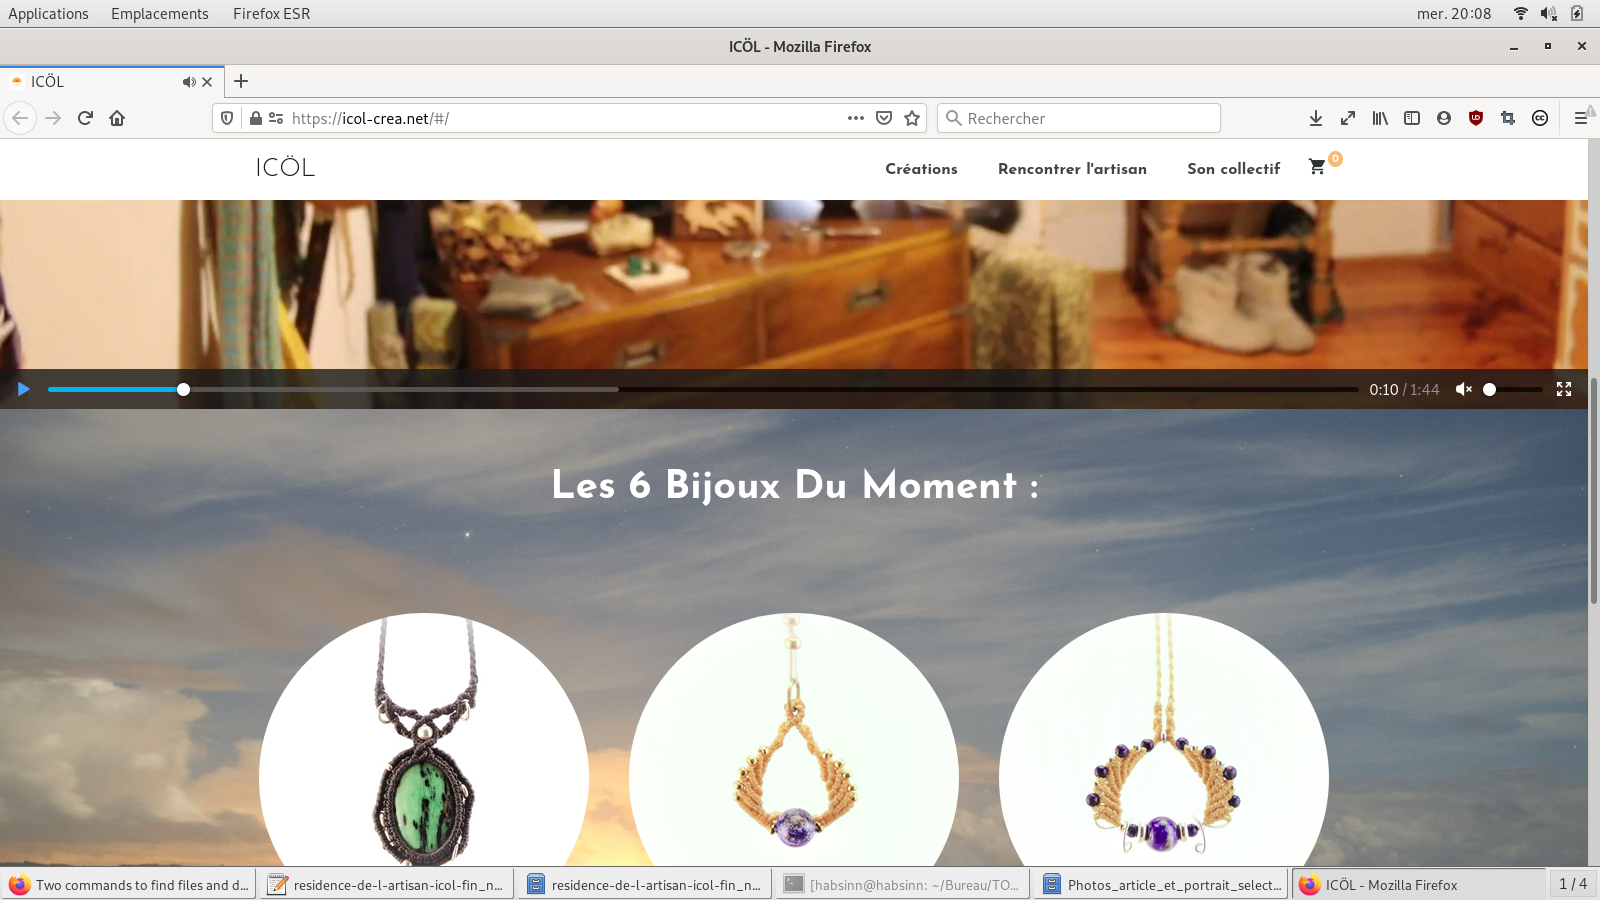 Applications Emplacements Firefox ESR mer. 20:08
ICÖL - Mozilla Firefox
ICÖL
https://icol-crea.net/#/ Rechercher
ICÖL Créations Rencontrer l'artisan Son collectif 0
0:10 / 1:44
Les 6 Bijoux Du Moment :
Two commands to find files and d... residence-de-l-artisan-icol-fin_n... residence-de-l-artisan-icol-fin_n... [habsinn@habsinn: ~/Bureau/TO... Photos_article_et_portrait_select... ICÖL - Mozilla Firefox 1 / 4